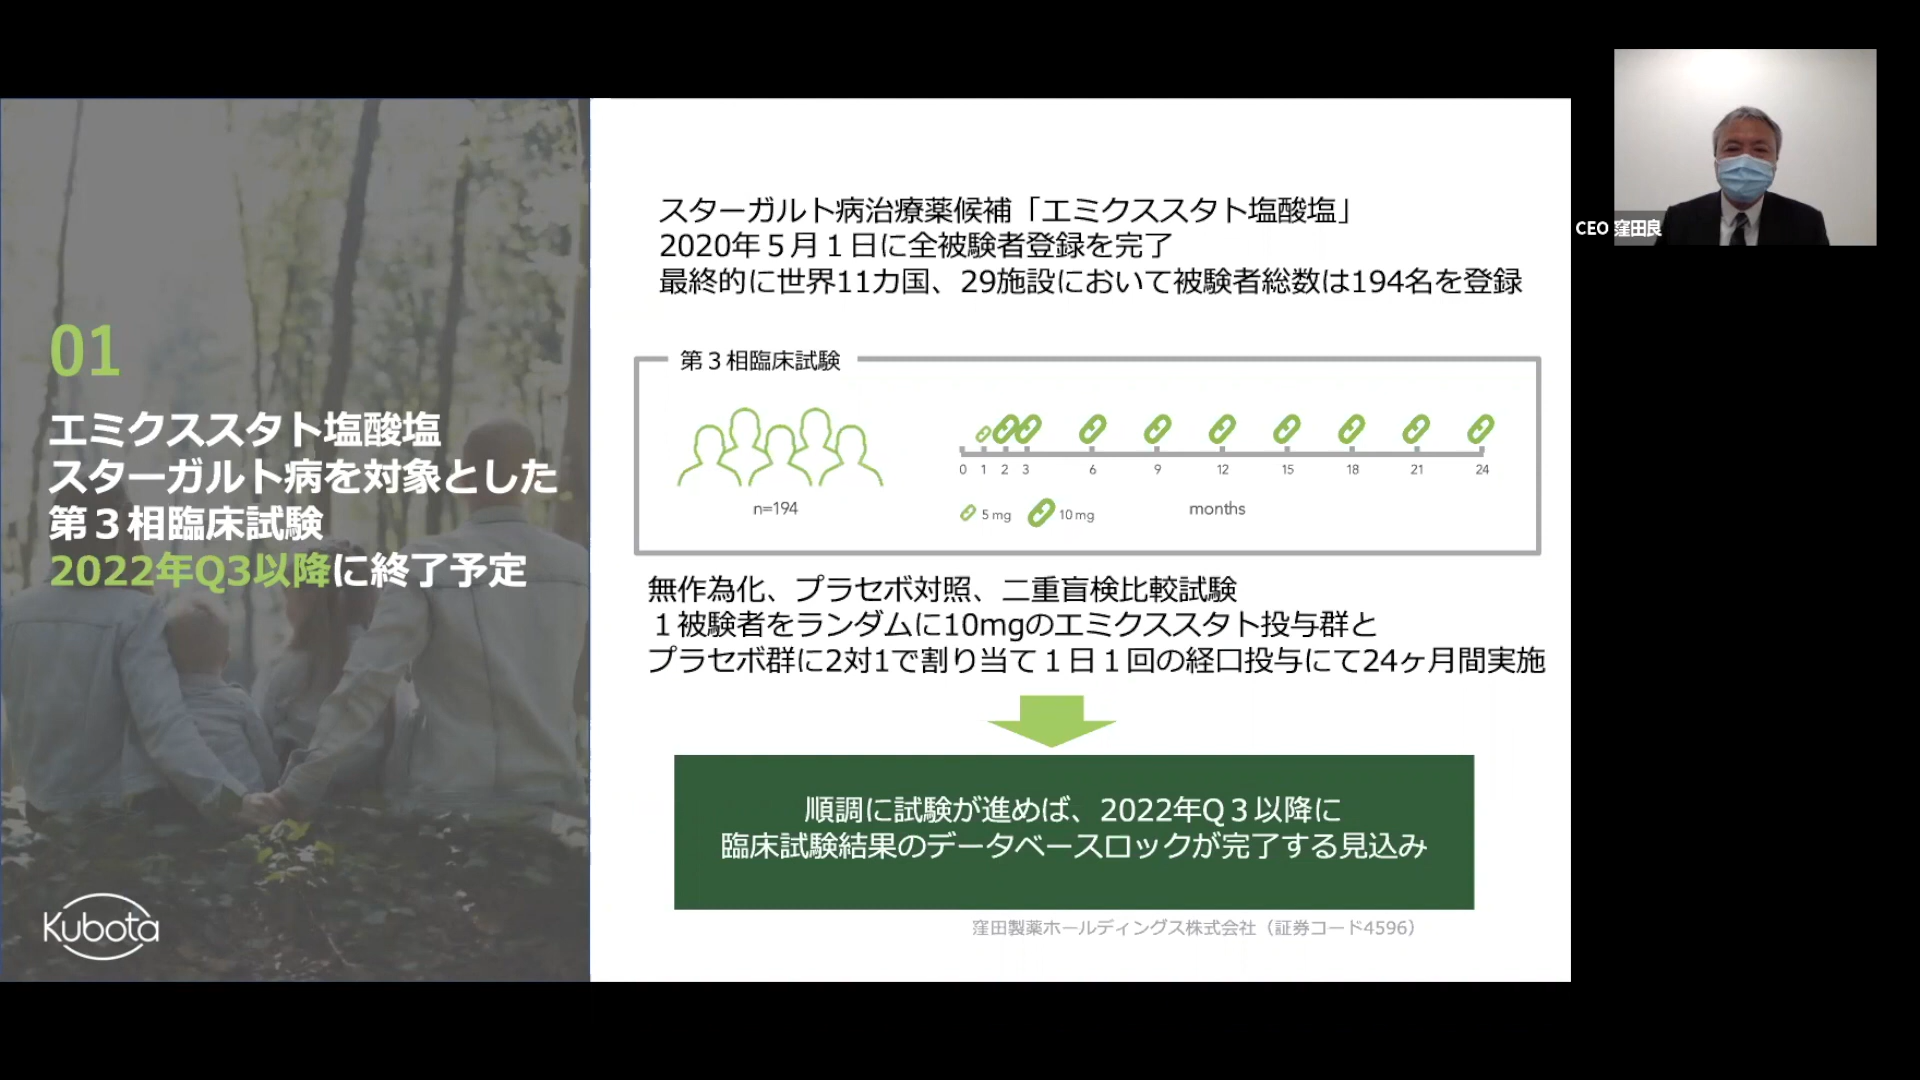 01
エミクススタト塩酸塩
スターガルト病を対象とした
第３相臨床試験
2022年Q3以降に終了予定
Kubota
スターガルト病治療薬候補「エミクススタト塩酸塩」
2020年５月１日に全被験者登録を完了
最終的に世界11カ国、29施設において被験者総数は194名を登録
第３相臨床試験
n=194
0 1 2 3 6 9 12 15 18 21 24
5 mg 10 mg months
無作為化、プラセボ対照、二重盲検比較試験
１被験者をランダムに10mgのエミクススタト投与群と
プラセボ群に2対1で割り当て１日１回の経口投与にて24ヶ月間実施
順調に試験が進めば、2022年Q３以降に
臨床試験結果のデータベースロックが完了する見込み
窪田製薬ホールディングス株式会社（証券コード4596）
CEO 窪田良